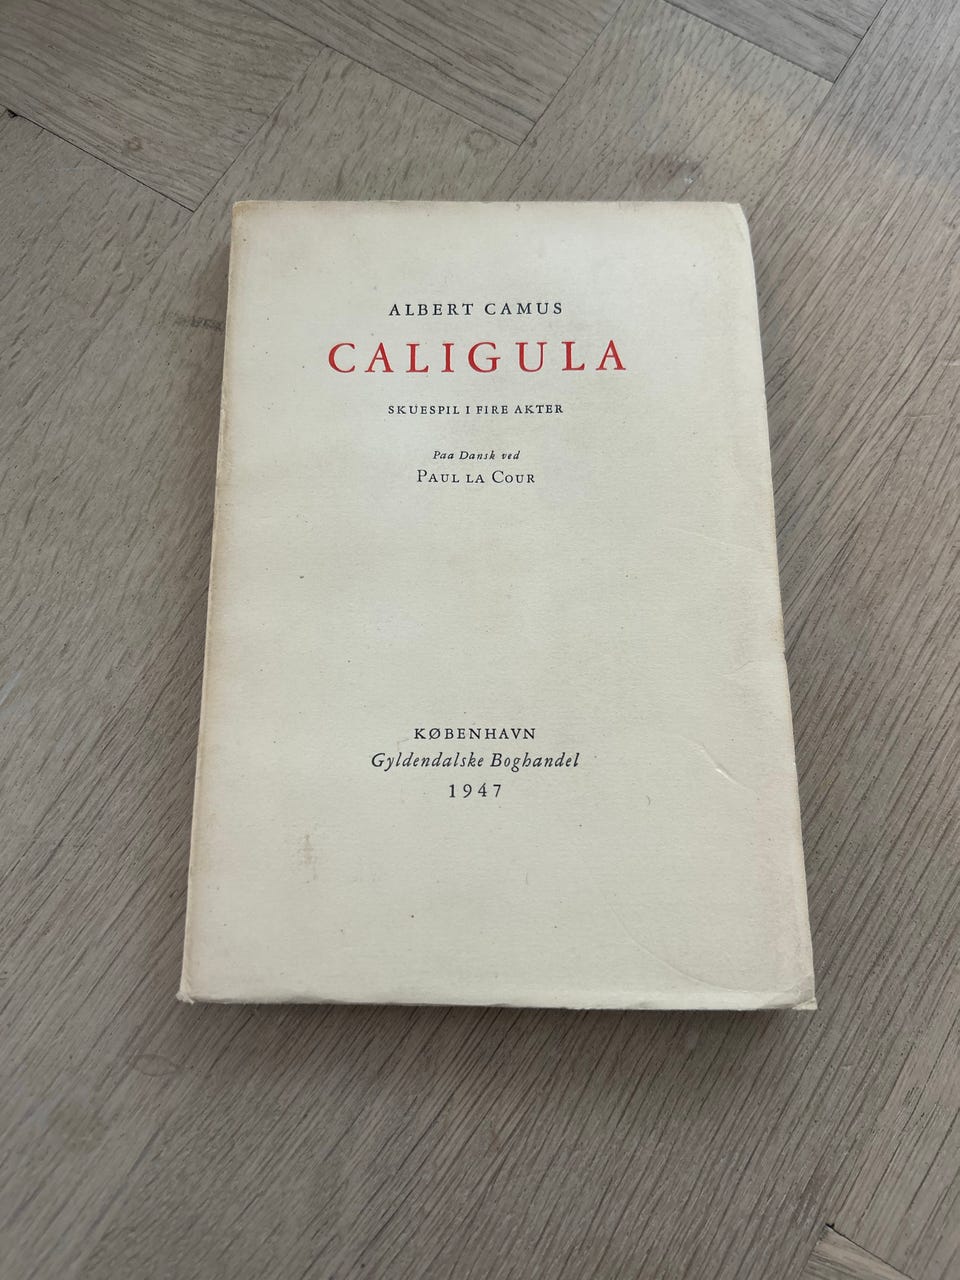 ALBERT CAMUS
CALIGULA
SKUESPIL I FIRE AKTER
Paa Dansk ved
PAUL LA COUR
KØBENHAVN
Gyldendalske Boghandel
1947